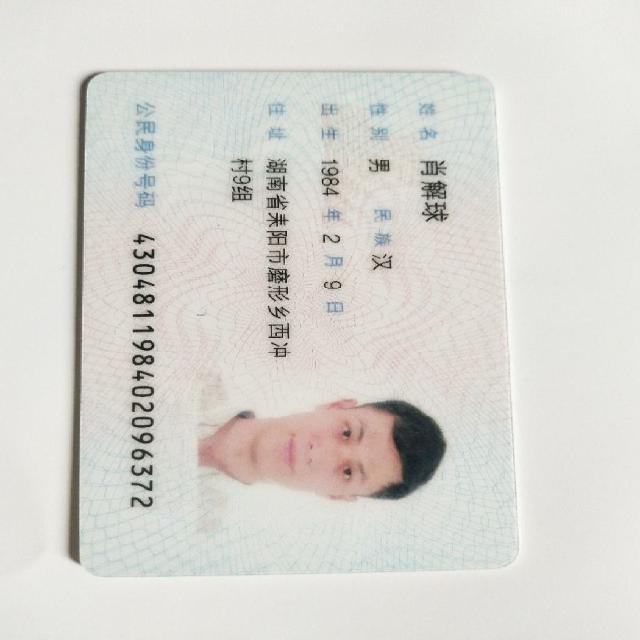 姓名 肖解球
性别 男 民族 汉
出生 1984 年 2 月 9 日
住址 湖南省耒阳市磨形乡西冲
村9组
公民身份号码 430481198402096372